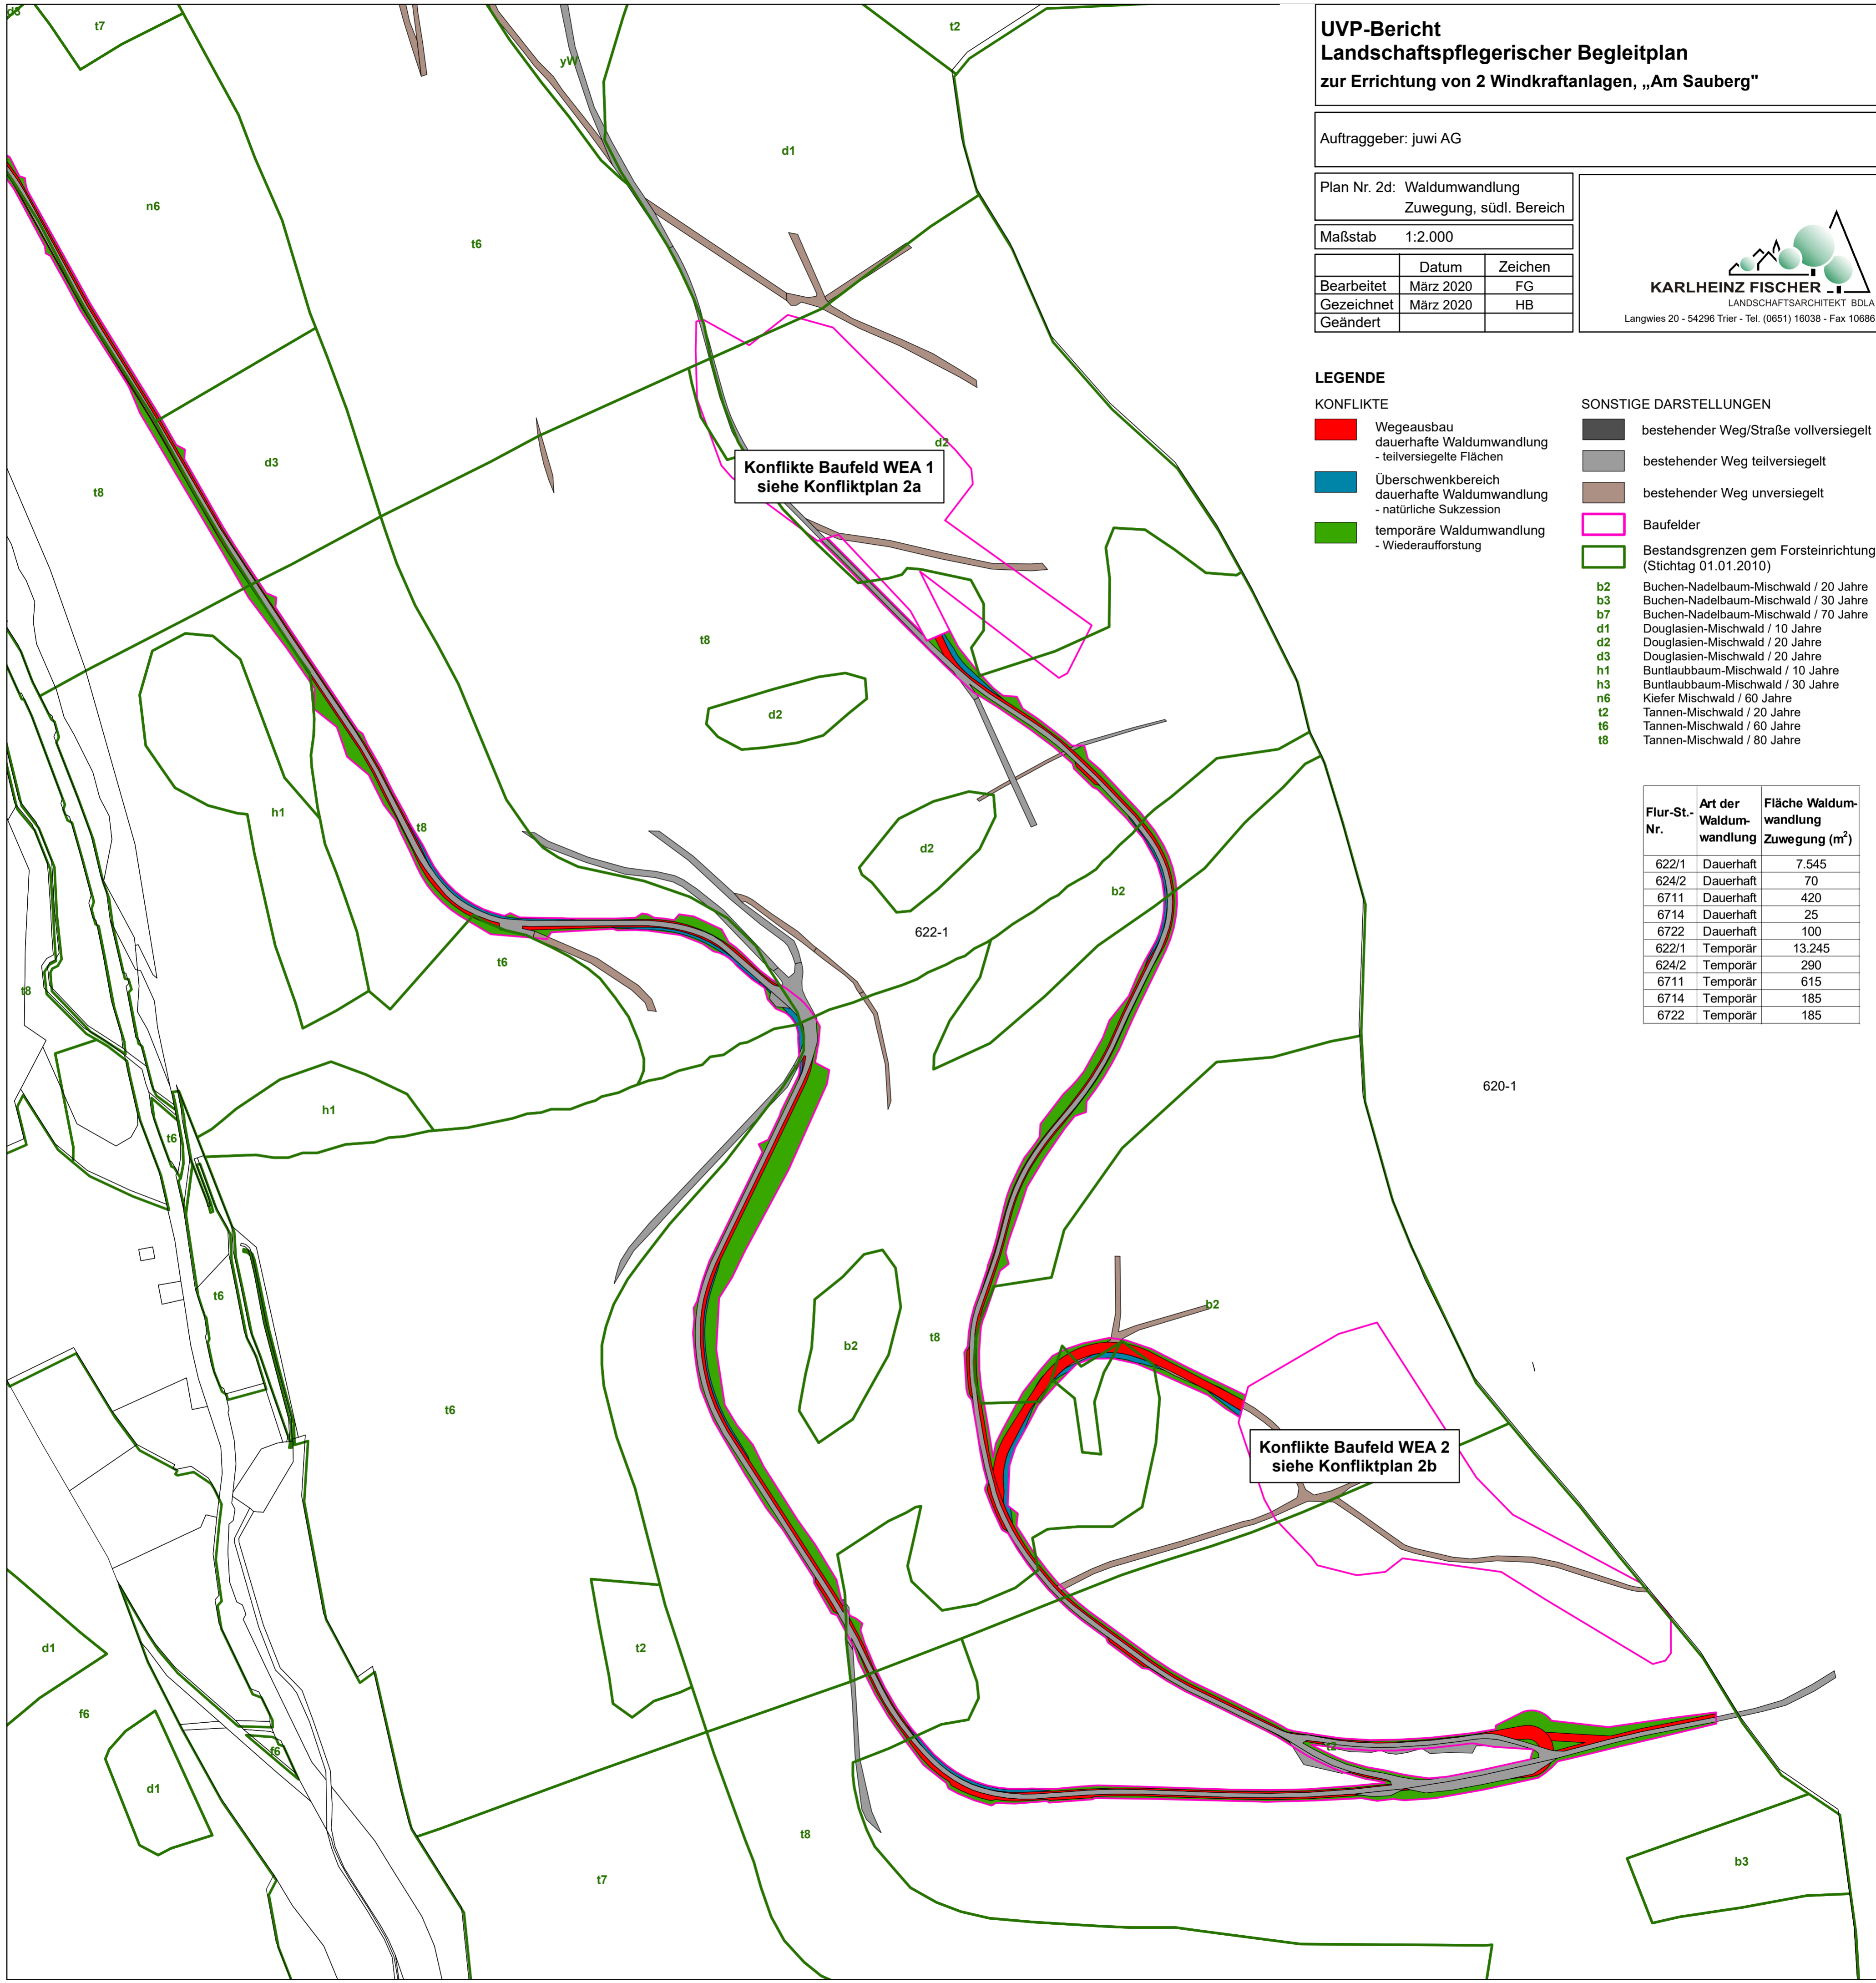 UVP-Bericht
Landschaftspflegerischer Begleitplan
zur Errichtung von 2 Windkraftanlagen, „Am Sauberg"
Auftraggeber: juwi AG
Plan Nr. 2d: Waldumwandlung
Zuwegung, südl. Bereich
Maßstab 1:2.000
Datum Zeichen
Bearbeitet März 2020 FG
Gezeichnet März 2020 HB
Geändert
KARLHEINZ FISCHER
LANDSCHAFTSARCHITEKT BDLA
Langwies 20 - 54296 Trier - Tel. (0651) 16038 - Fax 10686
LEGENDE
KONFLIKTE
Wegeausbau
dauerhafte Waldumwandlung
- teilversiegelte Flächen
Überschwenkbereich
dauerhafte Waldumwandlung
- natürliche Sukzession
temporäre Waldumwandlung
- Wiederaufforstung
SONSTIGE DARSTELLUNGEN
bestehender Weg/Straße vollversiegelt
bestehender Weg teilversiegelt
bestehender Weg unversiegelt
Baufelder
Bestandsgrenzen gem Forsteinrichtung
(Stichtag 01.01.2010)
b2 Buchen-Nadelbaum-Mischwald / 20 Jahre
b3 Buchen-Nadelbaum-Mischwald / 30 Jahre
b7 Buchen-Nadelbaum-Mischwald / 70 Jahre
d1 Douglasien-Mischwald / 10 Jahre
d2 Douglasien-Mischwald / 20 Jahre
d3 Douglasien-Mischwald / 20 Jahre
h1 Buntlaubbaum-Mischwald / 10 Jahre
h3 Buntlaubbaum-Mischwald / 30 Jahre
n6 Kiefer Mischwald / 60 Jahre
t2 Tannen-Mischwald / 20 Jahre
t6 Tannen-Mischwald / 60 Jahre
t8 Tannen-Mischwald / 80 Jahre
Flur-St.- Art der Fläche Waldum-
Nr. Waldum- wandlung
wandlung Zuwegung (m²)
622/1 Dauerhaft 7.545
624/2 Dauerhaft 70
6711 Dauerhaft 420
6714 Dauerhaft 25
6722 Dauerhaft 100
622/1 Temporär 13.245
624/2 Temporär 290
6711 Temporär 615
6714 Temporär 185
6722 Temporär 185
d3
t7
t2
yW
d1
n6
t6
d2
d3
Konflikte Baufeld WEA 1
siehe Konfliktplan 2a
t8
t8
d2
h1
t8
d2
b2
622-1
t6
t8
620-1
h1
t6
t6
b2
t8
b2
t6
Konflikte Baufeld WEA 2
siehe Konfliktplan 2b
d1
t2
f6
t2
f6
d1
t8
b3
t7